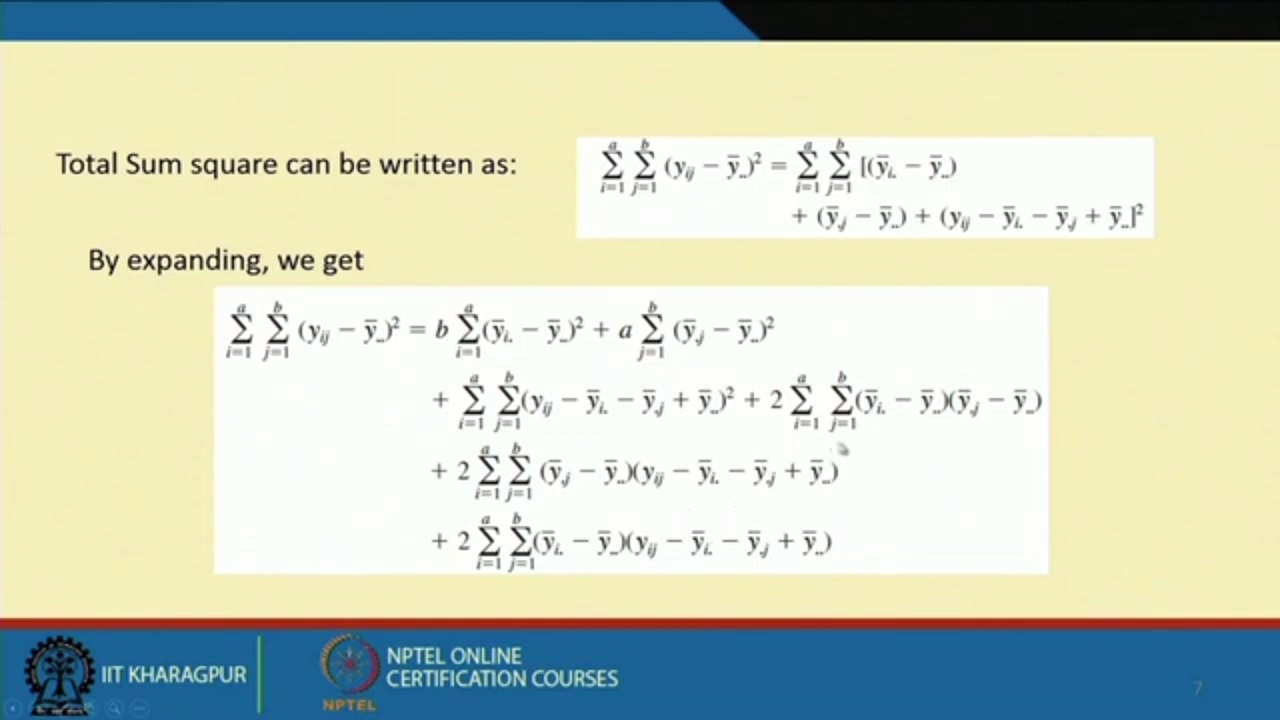 Total Sum square can be written as:
$\sum_{i=1}^{a} \sum_{j=1}^{b} (y_{ij} - \bar{y}_{..})^2 = \sum_{i=1}^{a} \sum_{j=1}^{b} [(\bar{y}_{i.} - \bar{y}_{..})$
$+ (\bar{y}_{.j} - \bar{y}_{..}) + (y_{ij} - \bar{y}_{i.} - \bar{y}_{.j} + \bar{y}_{..}]^2$
By expanding, we get
$\sum_{i=1}^{a} \sum_{j=1}^{b} (y_{ij} - \bar{y}_{..})^2 = b \sum_{i=1}^{a} (\bar{y}_{i.} - \bar{y}_{..})^2 + a \sum_{j=1}^{b} (\bar{y}_{.j} - \bar{y}_{..})^2$
$+ \sum_{i=1}^{a} \sum_{j=1}^{b} (y_{ij} - \bar{y}_{i.} - \bar{y}_{.j} + \bar{y}_{..})^2 + 2 \sum_{i=1}^{a} \sum_{j=1}^{b} (\bar{y}_{i.} - \bar{y}_{..})(\bar{y}_{.j} - \bar{y}_{..})$
$+ 2 \sum_{i=1}^{a} \sum_{j=1}^{b} (\bar{y}_{.j} - \bar{y}_{..})(y_{ij} - \bar{y}_{i.} - \bar{y}_{.j} + \bar{y}_{..})$
$+ 2 \sum_{i=1}^{a} \sum_{j=1}^{b} (\bar{y}_{i.} - \bar{y}_{..})(y_{ij} - \bar{y}_{i.} - \bar{y}_{.j} + \bar{y}_{..})$
IIT KHARAGPUR
NPTEL
NPTEL ONLINE
CERTIFICATION COURSES
7